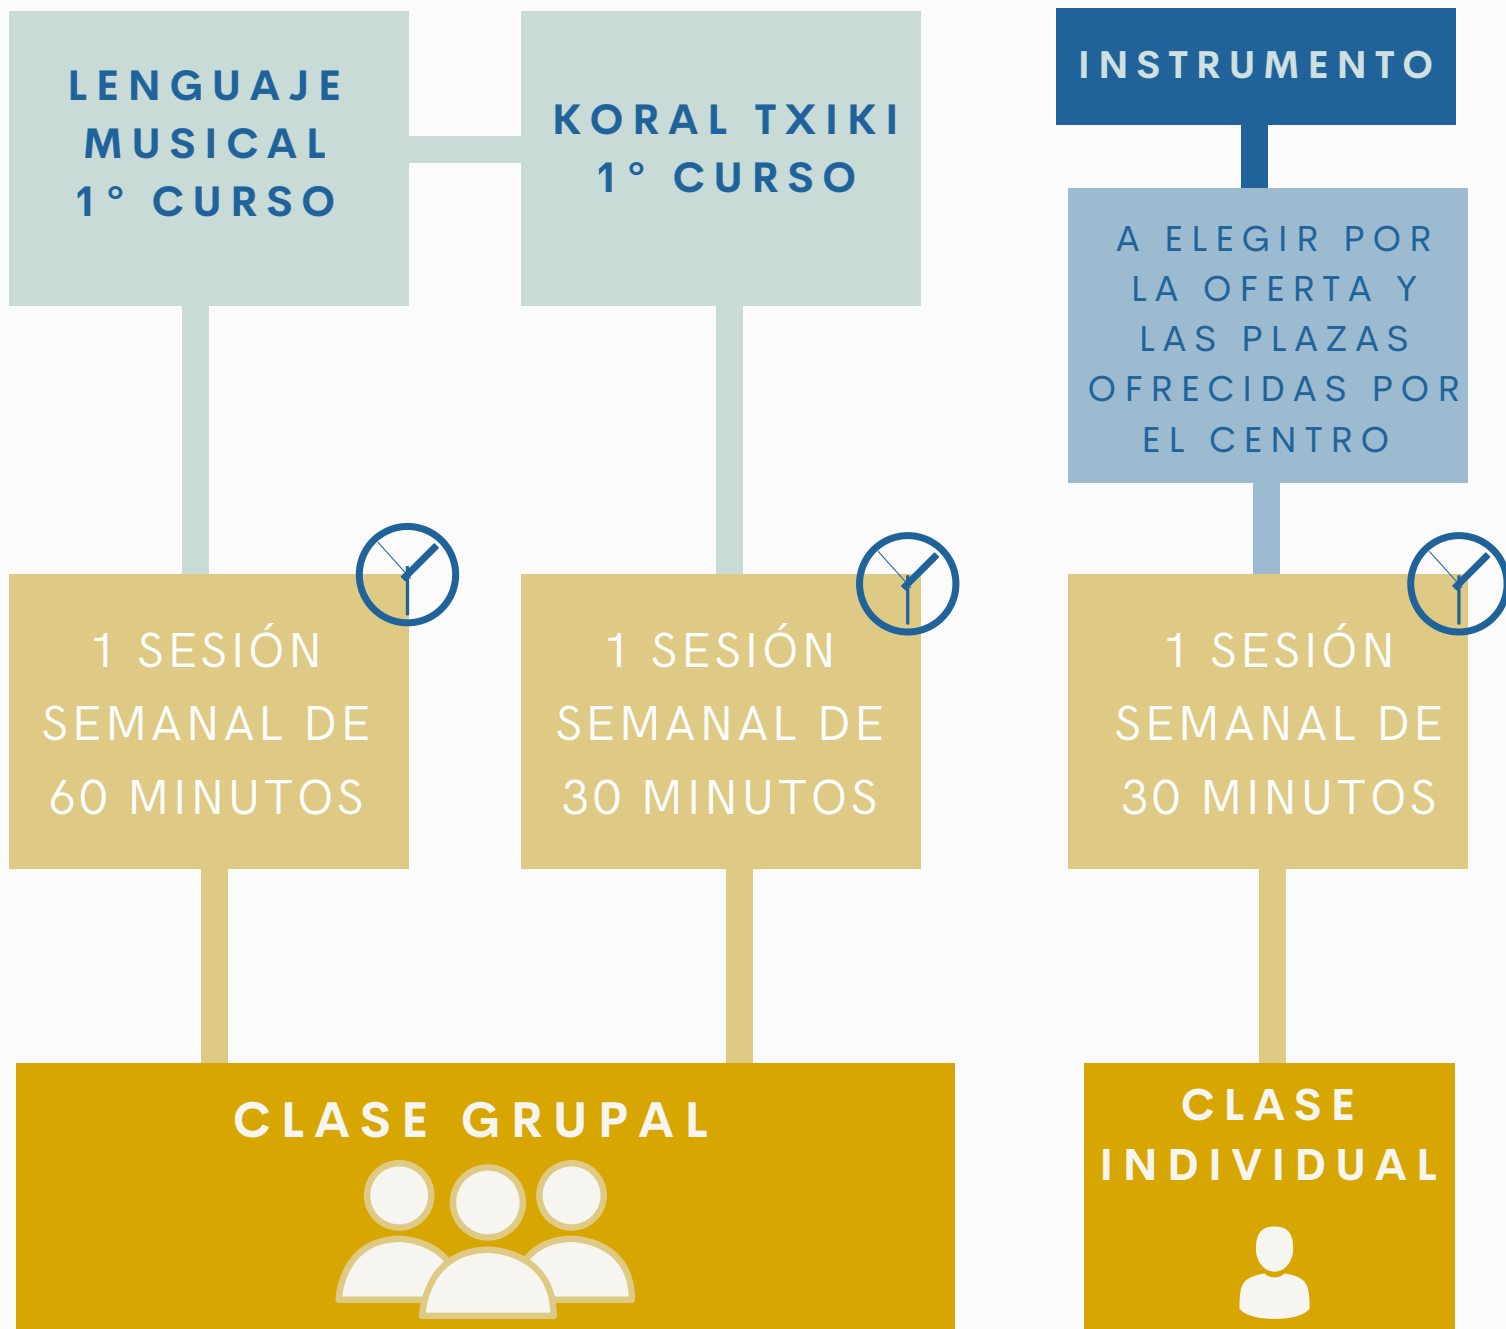 LENGUAJE
MUSICAL
1° CURSO
KORAL TXIKI
1° CURSO
INSTRUMENTO
A ELEGIR POR
LA OFERTA Y
LAS PLAZAS
OFRECIDAS POR
EL CENTRO
1 SESIÓN
SEMANAL DE
60 MINUTOS
1 SESIÓN
SEMANAL DE
30 MINUTOS
1 SESIÓN
SEMANAL DE
30 MINUTOS
CLASE GRUPAL
CLASE
INDIVIDUAL